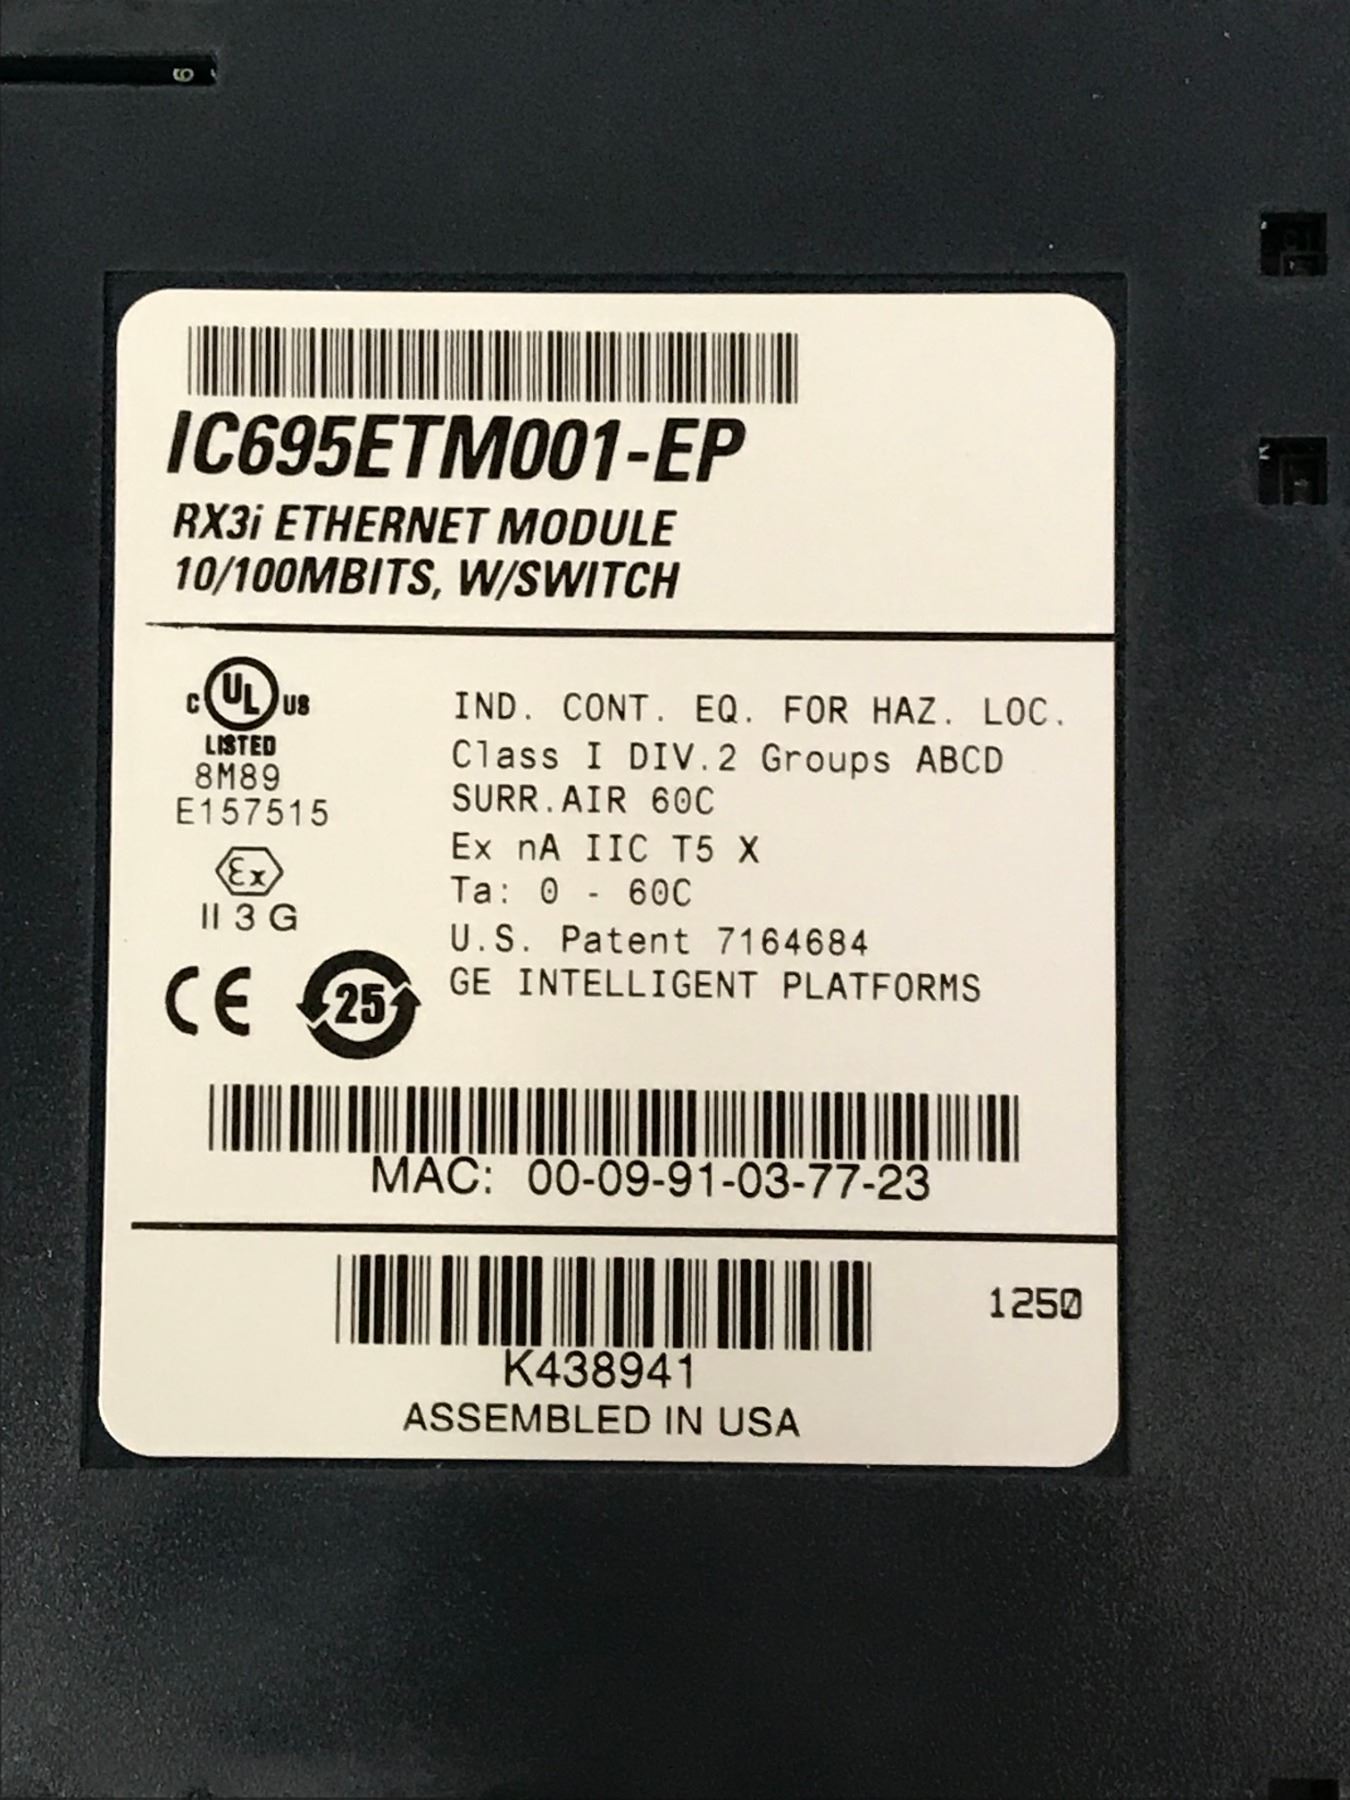 IC695ETM001-EP
RX3i ETHERNET MODULE
10/100MBITS, W/SWITCH
C UL US
LISTED
8M89
E157515
Ex
II 3 G
CE 25
IND. CONT. EQ. FOR HAZ. LOC.
Class I DIV.2 Groups ABCD
SURR.AIR 60C
Ex nA IIC T5 X
Ta: 0 - 60C
U.S. Patent 7164684
GE INTELLIGENT PLATFORMS
MAC: 00-09-91-03-77-23
1250
K438941
ASSEMBLED IN USA